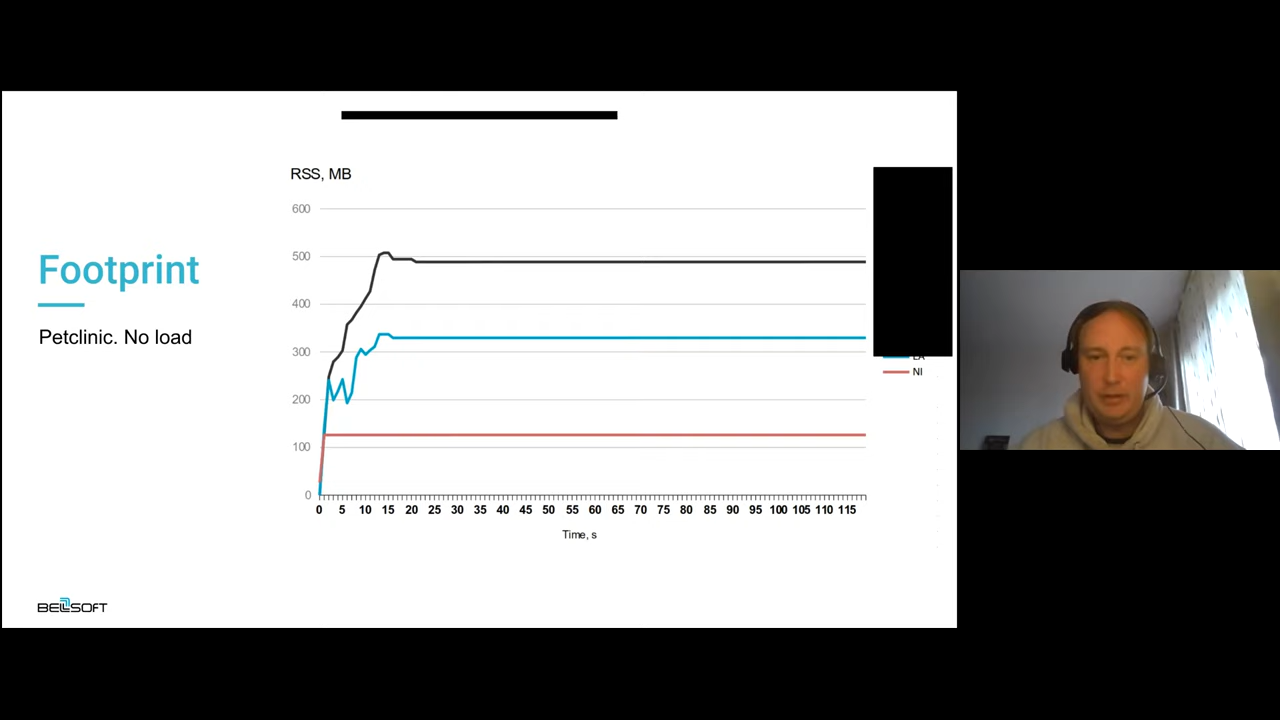 RSS, MB
600
500
400
300
200
100
0
0 5 10 15 20 25 30 35 40 45 50 55 60 65 70 75 80 85 90 95 100 105 110 115
Time, s
Footprint
Petclinic. No load
NI
BELLSOFT